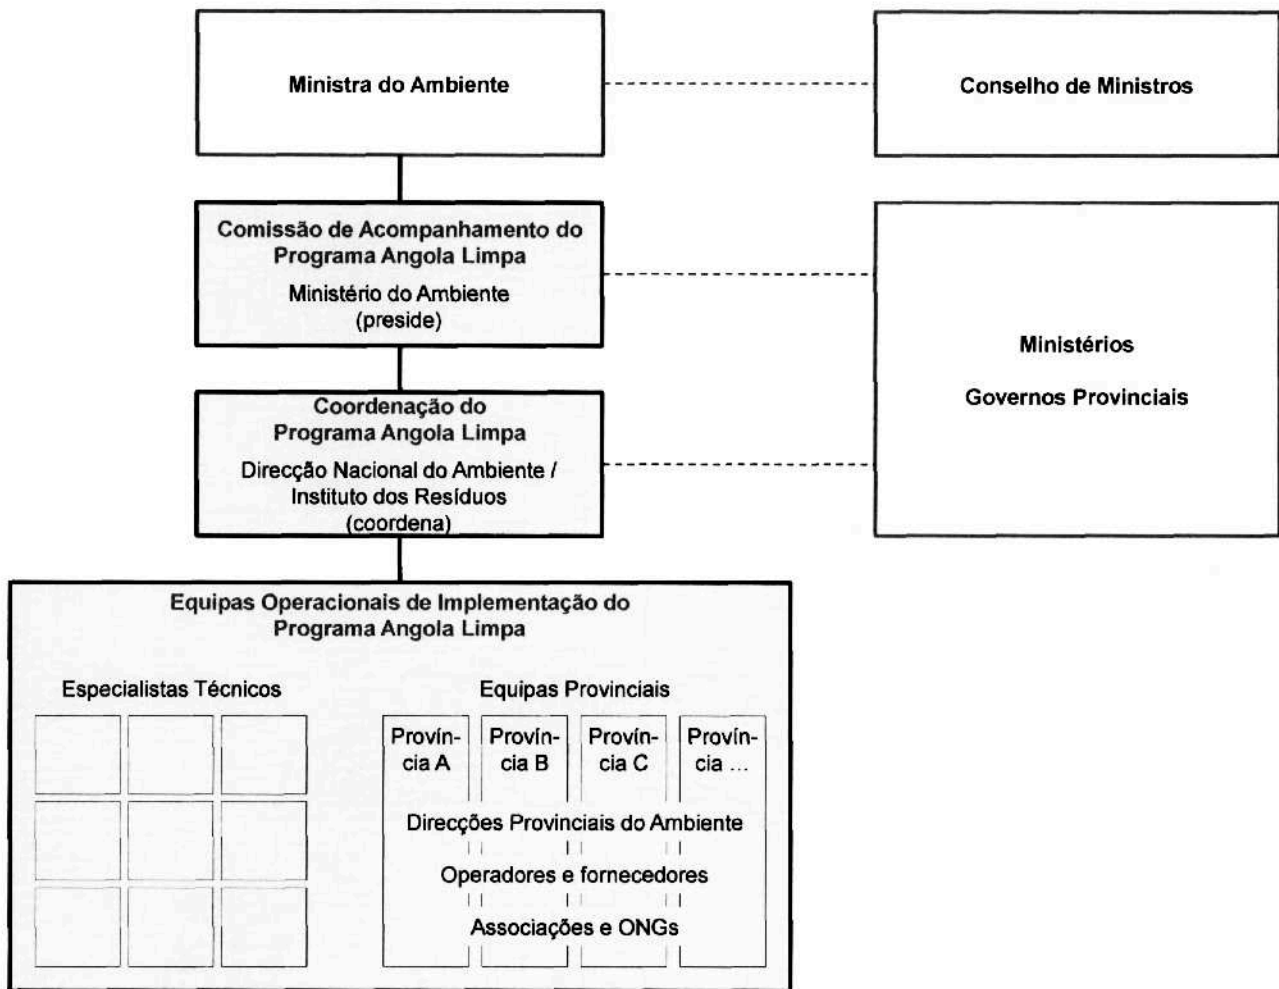 Ministra do Ambiente
Conselho de Ministros
Comissão de Acompanhamento do
Programa Angola Limpa
Ministério do Ambiente
(preside)
Ministérios
Governos Provinciais
Coordenação do
Programa Angola Limpa
Direcção Nacional do Ambiente /
Instituto dos Resíduos
(coordena)
Equipas Operacionais de Implementação do
Programa Angola Limpa
Especialistas Técnicos
Equipas Provinciais
Provín-
cia A
Provín-
cia B
Provín-
cia C
Provín-
cia ...
Direcções Provinciais do Ambiente
Operadores e fornecedores
Associações e ONGs